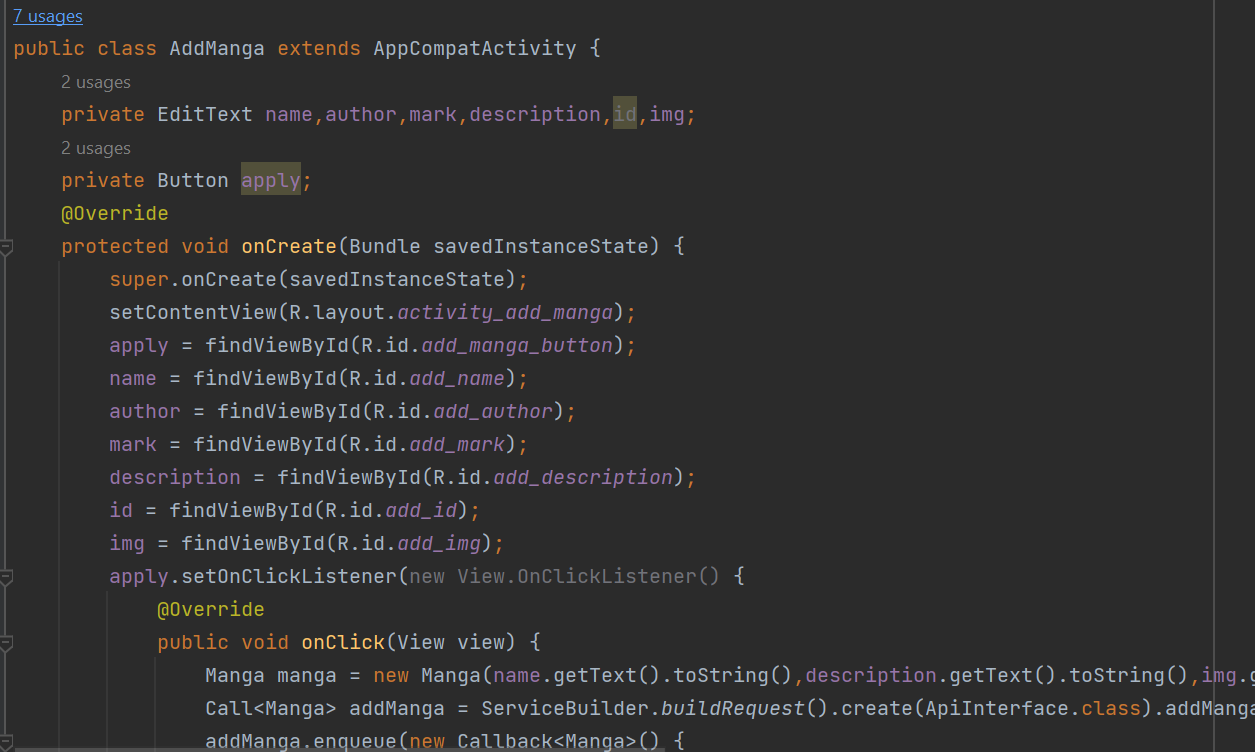 7 usages
public class AddManga extends AppCompatActivity {
2 usages
private EditText name,author,mark,description,id,img;
2 usages
private Button apply;
@Override
protected void onCreate(Bundle savedInstanceState) {
super.onCreate(savedInstanceState);
setContentView(R.layout.activity_add_manga);
apply = findViewById(R.id.add_manga_button);
name = findViewById(R.id.add_name);
author = findViewById(R.id.add_author);
mark = findViewById(R.id.add_mark);
description = findViewById(R.id.add_description);
id = findViewById(R.id.add_id);
img = findViewById(R.id.add_img);
apply.setOnClickListener(new View.OnClickListener() {
@Override
public void onClick(View view) {
Manga manga = new Manga(name.getText().toString(),description.getText().toString(),img.g
Call<Manga> addManga = ServiceBuilder.buildRequest().create(ApiInterface.class).addManga
addManga.enqueue(new Callback<Manga>() {